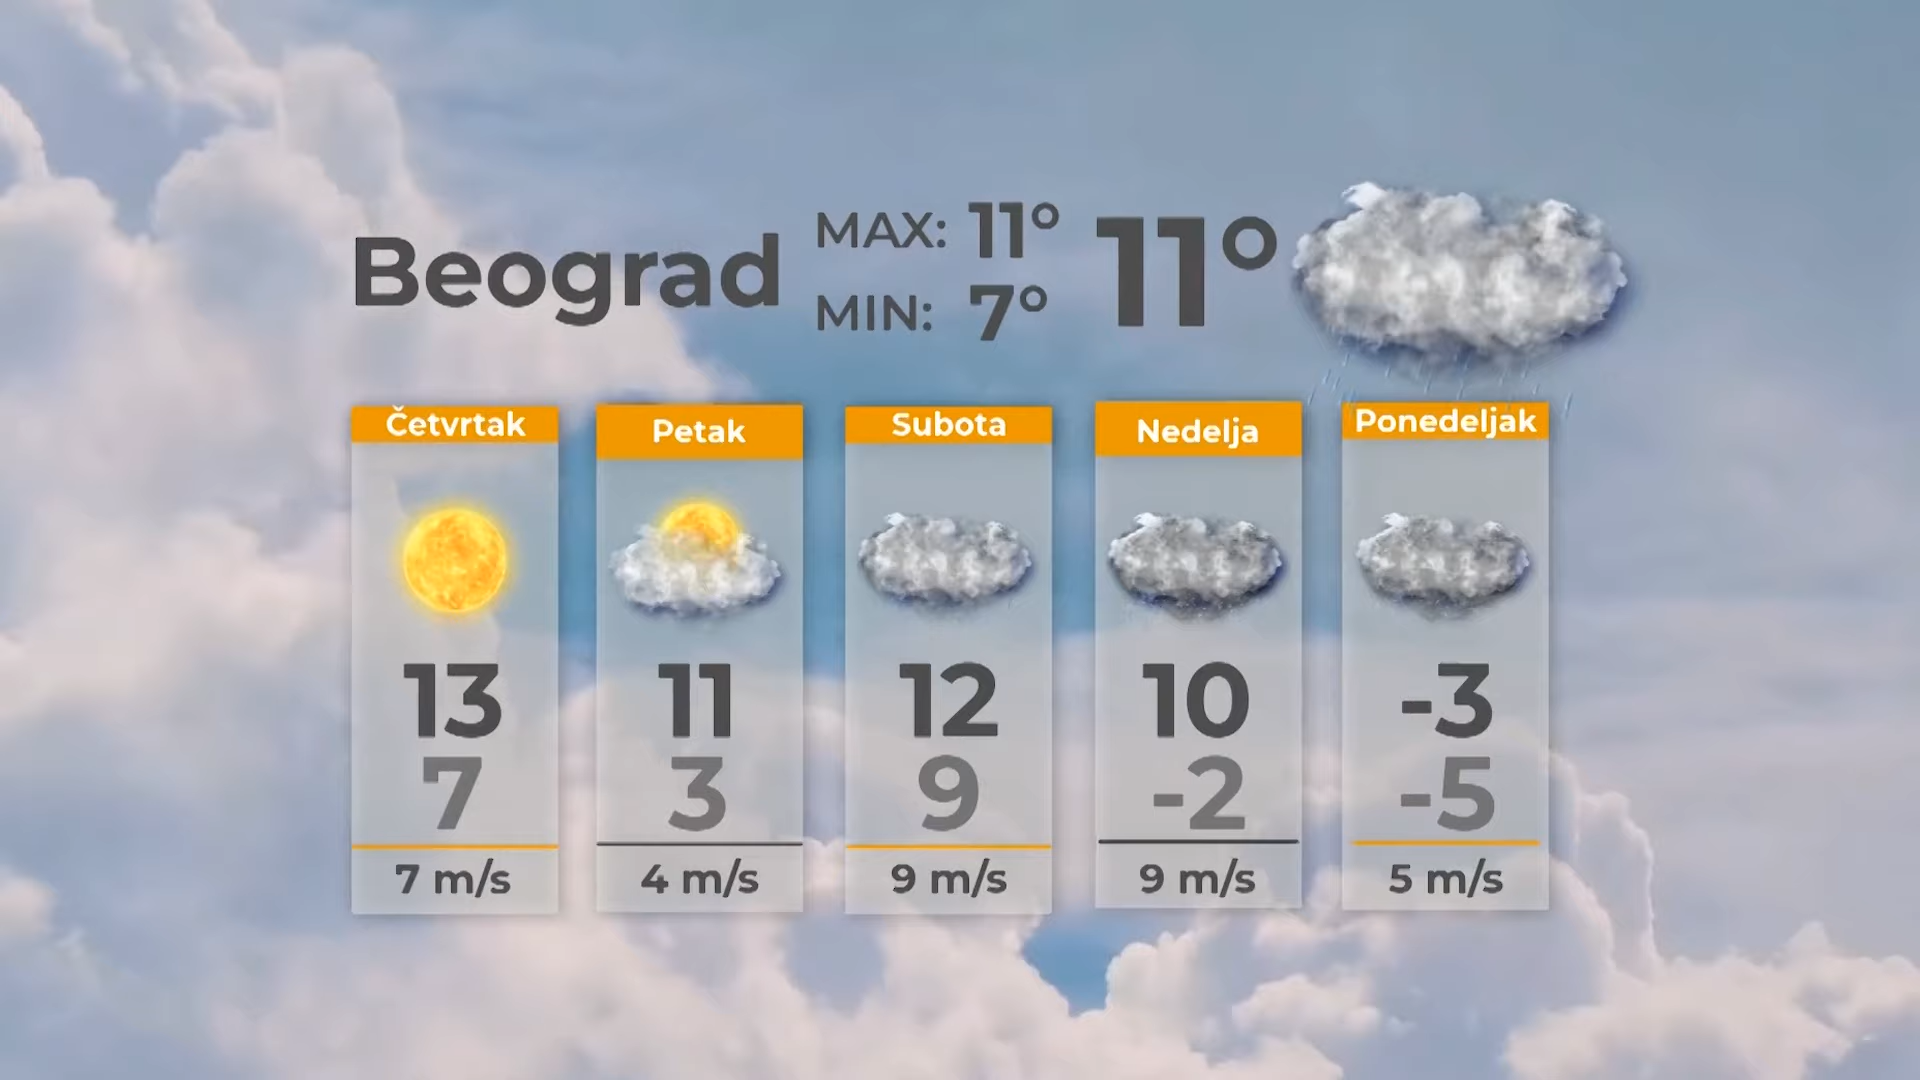 Beograd
MAX: 11°
MIN: 7°
11°
Četvrtak
13
7
7 m/s
Petak
11
3
4 m/s
Subota
12
9
9 m/s
Nedelja
10
-2
9 m/s
Ponedeljak
-3
-5
5 m/s